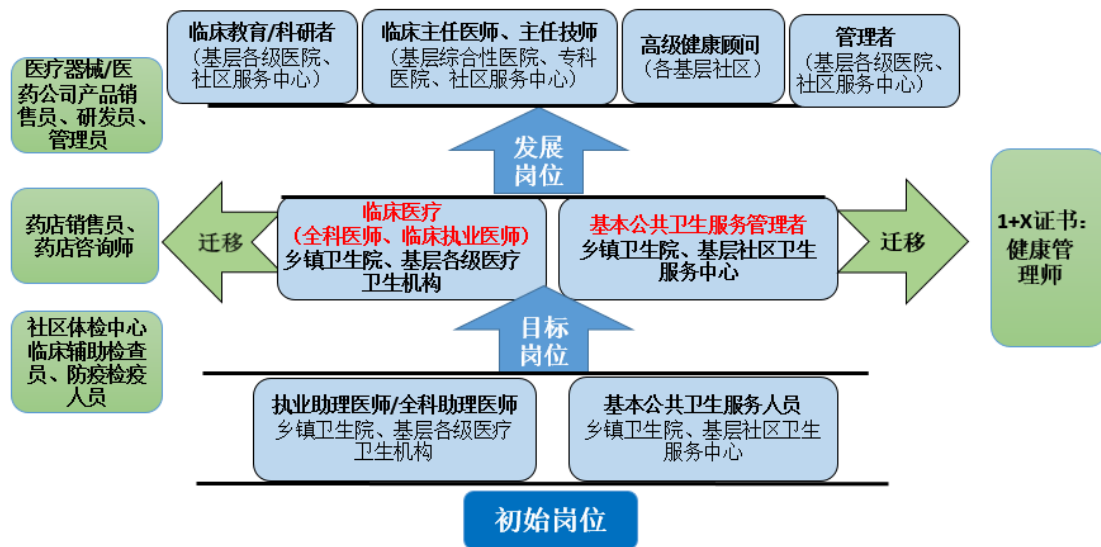 临床教育/科研者
（基层各级医院、
社区服务中心）
临床主任医师、主任技师
（基层综合性医院、专科
医院、社区服务中心）
高级健康顾问
（各基层社区）
管理者
（基层各级医院、
社区服务中心）
医疗器械/医
药公司产品销
售员、研发员、
管理员
发展
岗位
药店销售员、
药店咨询师
迁移
临床医疗
（全科医师、临床执业医师）
乡镇卫生院、基层各级医疗
卫生机构
基本公共卫生服务管理者
乡镇卫生院、基层社区卫生
服务中心
迁移
1+X证书：
健康管
理师
目标
岗位
社区体检中心
临床辅助检查
员、防疫检疫
人员
执业助理医师/全科助理医师
乡镇卫生院、基层各级医疗
卫生机构
基本公共卫生服务人员
乡镇卫生院、基层社区卫生
服务中心
初始岗位